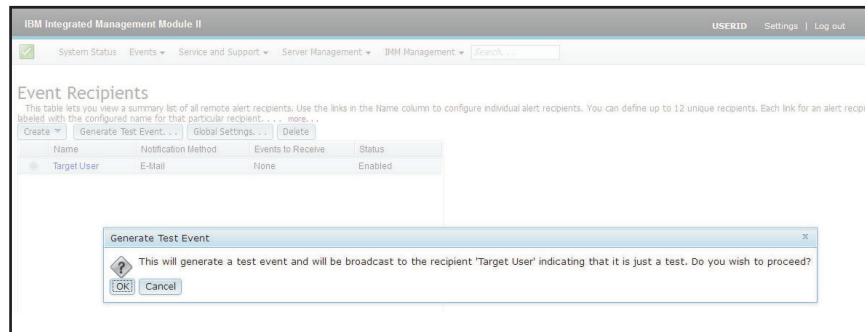 IBM Integrated Management Module II
USERID Settings | Log out
System Status Events Service and Support Server Management IMM Management Search. . .
Event Recipients
This table lets you view a summary list of all remote alert recipients. Use the links in the Name column to configure individual alert recipients. You can define up to 12 unique recipients. Each link for an alert recipi
labeled with the configured name for that particular recipient. . . . more. . .
Create Generate Test Event. . . Global Settings. . . Delete
Name Notification Method Events to Receive Status
Target User E-Mail None Enabled
Generate Test Event x
This will generate a test event and will be broadcast to the recipient 'Target User' indicating that it is just a test. Do you wish to proceed?
OK Cancel